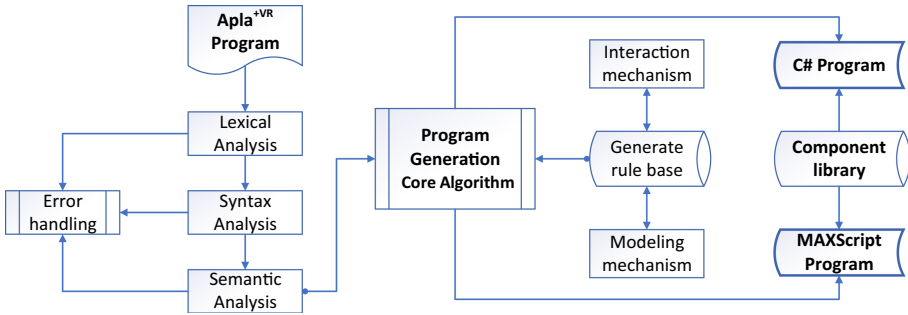 Apla+VR
Program
Lexical
Analysis
Error
handling
Syntax
Analysis
Semantic
Analysis
Program
Generation
Core Algorithm
Interaction
mechanism
Generate
rule base
Modeling
mechanism
C# Program
Component
library
MAXScript
Program